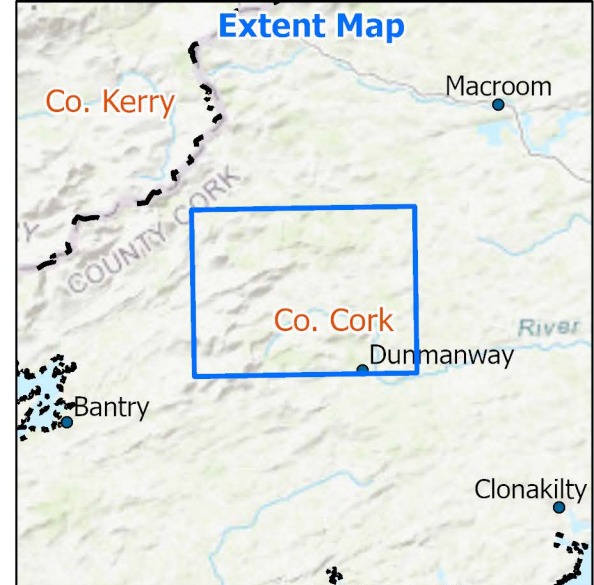 Extent Map
Macroom
Co. Kerry
COUNTY CORK
Y
Co. Cork
River
Dunmanway
Bantry
Clonakilty